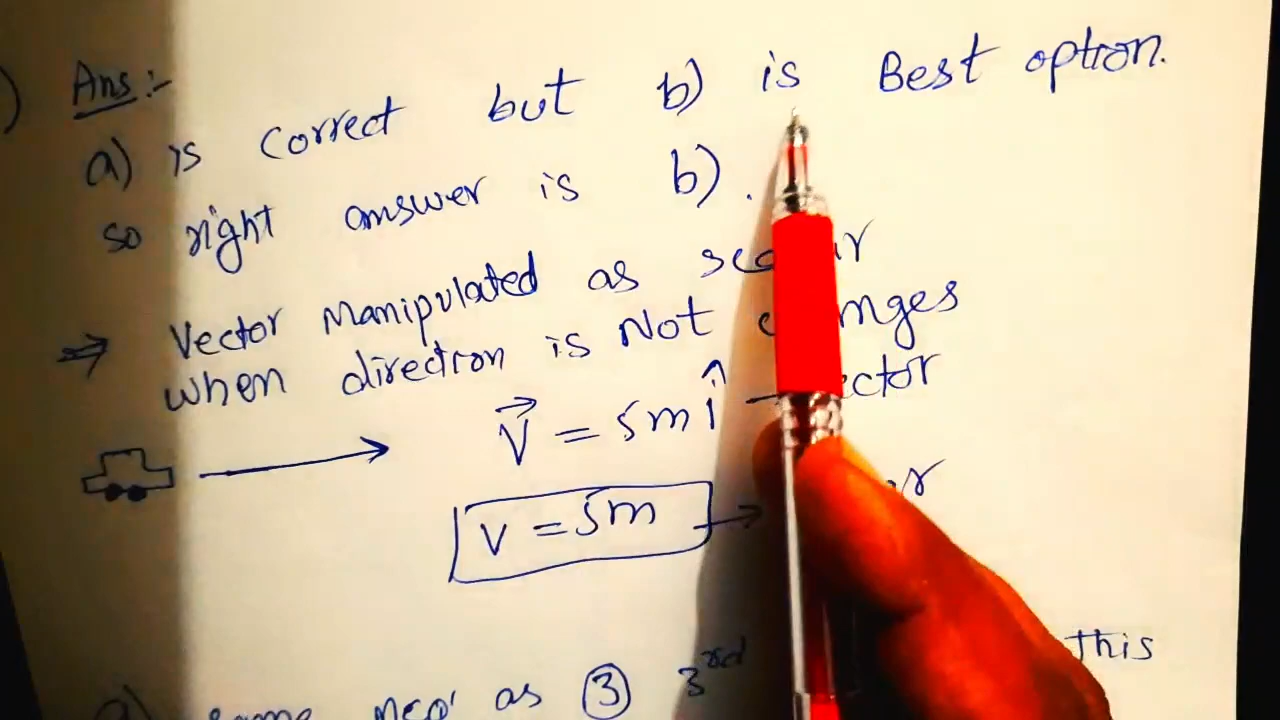 ) Ans:-
a) is correct but b) is Best option.
so right answer is b).
⇒ Vector Manipulated as
when direction is Not
V⃗ = 5m î →
V = 5m →
as ③ 3rd this